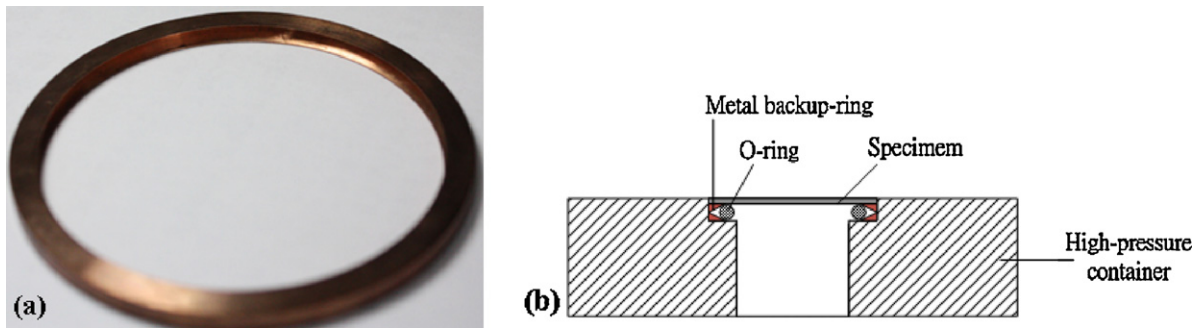 (a)
Metal backup-ring
O-ring
Specimem
High-pressure
container
(b)